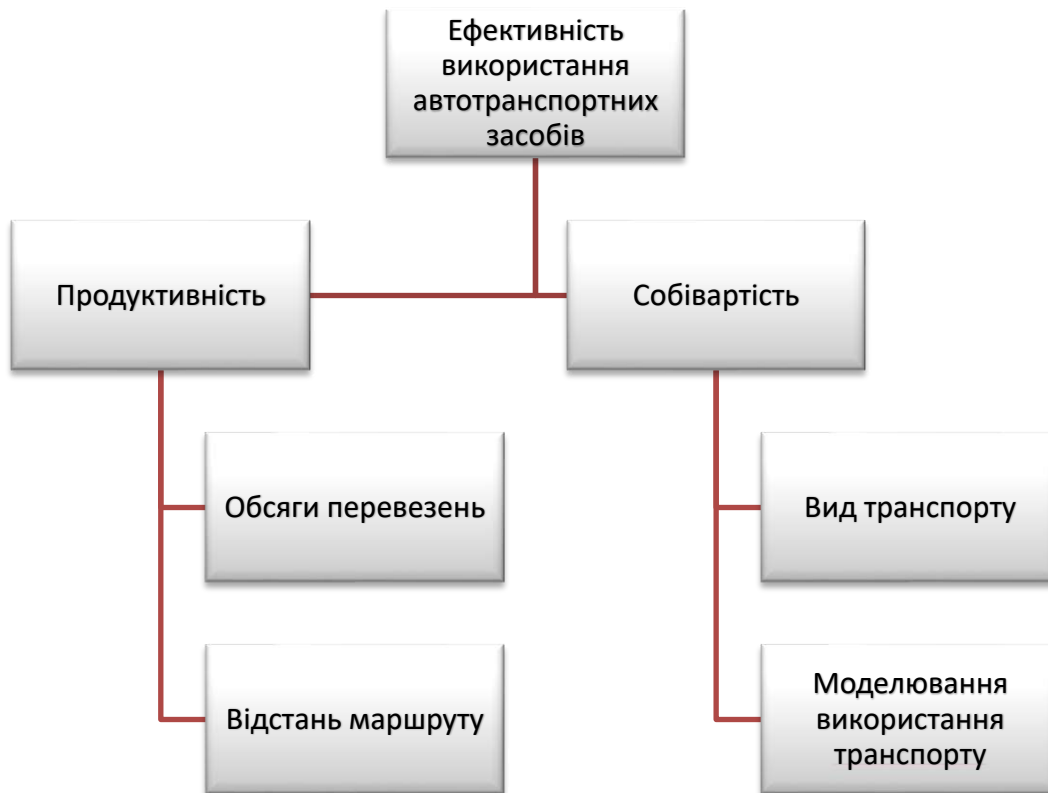 Ефективність
використання
автотранспортних
засобів
Продуктивність
Собівартість
Обсяги перевезень
Вид транспорту
Відстань маршруту
Моделювання
використання
транспорту